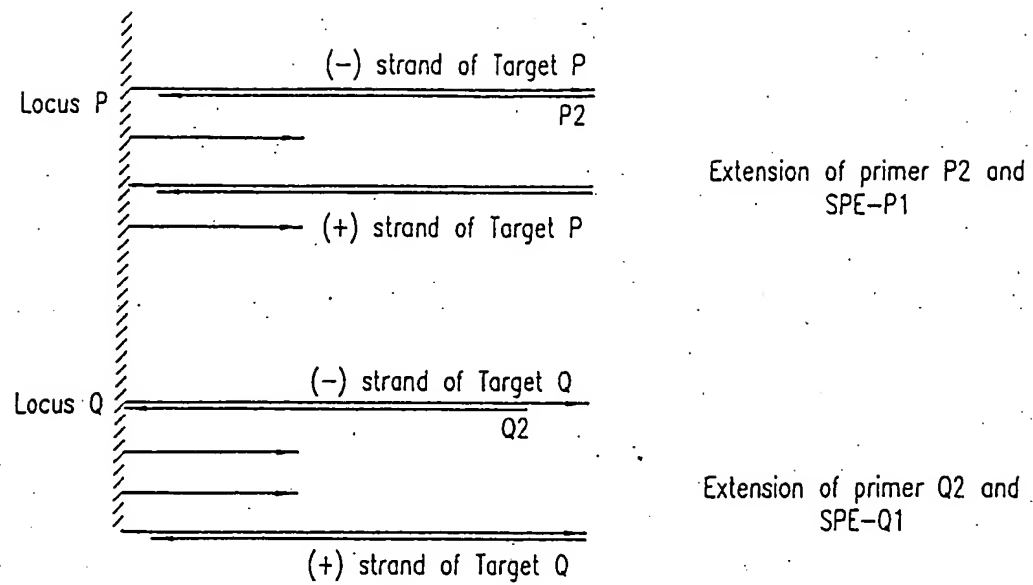 (-) strand of Target P
Locus P
P2
Extension of primer P2 and
SPE-P1
(+) strand of Target P
(-) strand of Target Q
Locus Q
Q2
Extension of primer Q2 and
SPE-Q1
(+) strand of Target Q